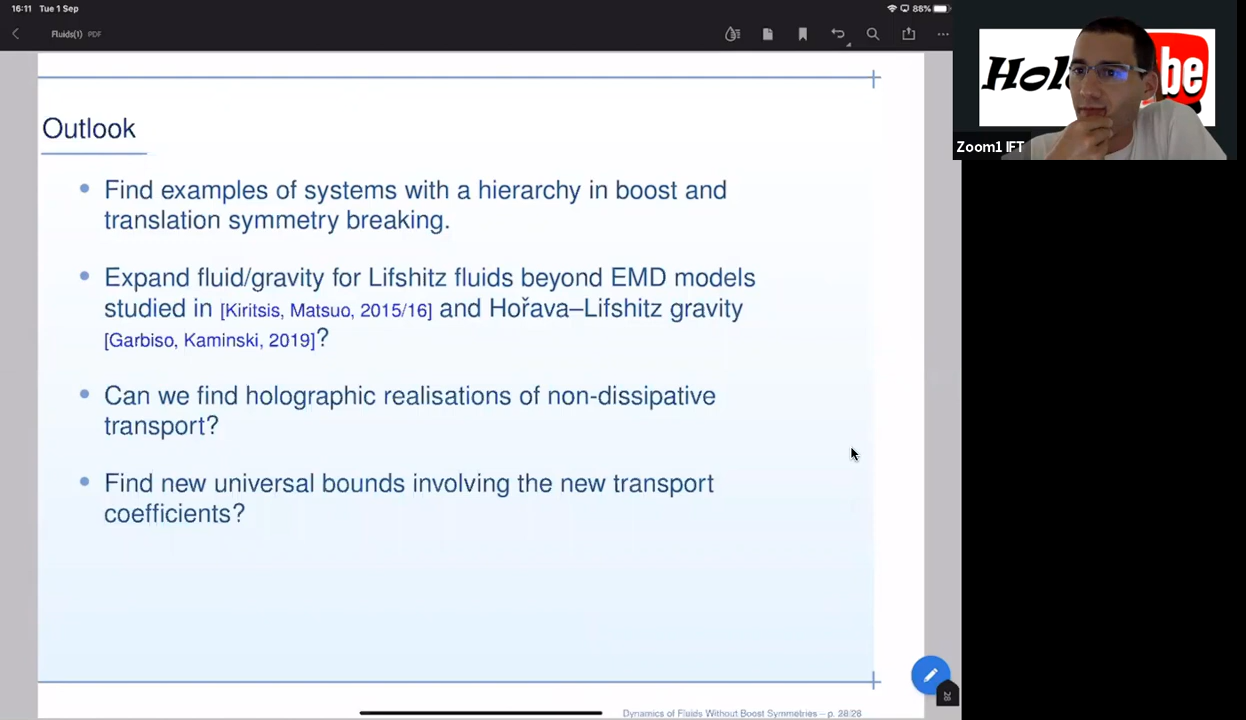 16:11 Tue 1 Sep
88%
Fluids(1) PDF
Outlook
Find examples of systems with a hierarchy in boost and
translation symmetry breaking.
Expand fluid/gravity for Lifshitz fluids beyond EMD models
studied in [Kiritsis, Matsuo, 2015/16] and Hořava–Lifshitz gravity
[Garbiso, Kaminski, 2019]?
Can we find holographic realisations of non-dissipative
transport?
Find new universal bounds involving the new transport
coefficients?
Dynamics of Fluids Without Boost Symmetries – p. 28/28
28
Zoom1 IFT